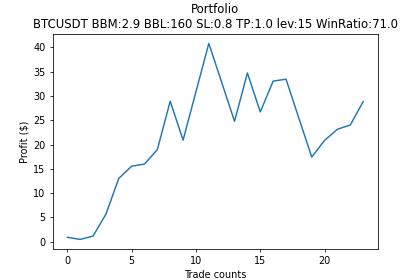 Portfolio
BTCUSDT BBM:2.9 BBL:160 SL:0.8 TP:1.0 lev:15 WinRatio:71.0
40
35
30
25
20
15
10
5
0
Profit ($)
0 5 10 15 20
Trade counts